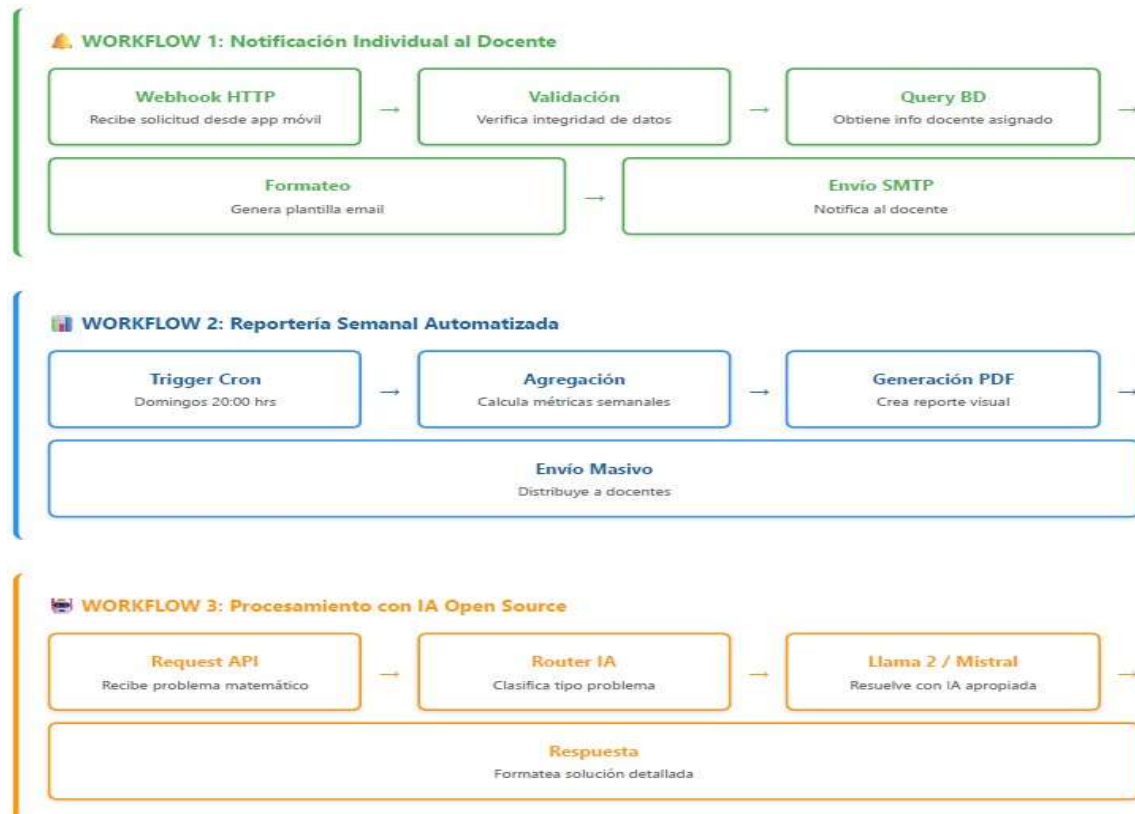 🔔 WORKFLOW 1: Notificación Individual al Docente
Webhook HTTP
Recibe solicitud desde app móvil
→
Validación
Verifica integridad de datos
→
Query BD
Obtiene info docente asignado
→
Formateo
Genera plantilla email
→
Envío SMTP
Notifica al docente
📊 WORKFLOW 2: Reportería Semanal Automatizada
Trigger Cron
Domingos 20:00 hrs
→
Agregación
Calcula métricas semanales
→
Generación PDF
Crea reporte visual
→
Envío Masivo
Distribuye a docentes
🤖 WORKFLOW 3: Procesamiento con IA Open Source
Request API
Recibe problema matemático
→
Router IA
Clasifica tipo problema
→
Llama 2 / Mistral
Resuelve con IA apropiada
→
Respuesta
Formatea solución detallada